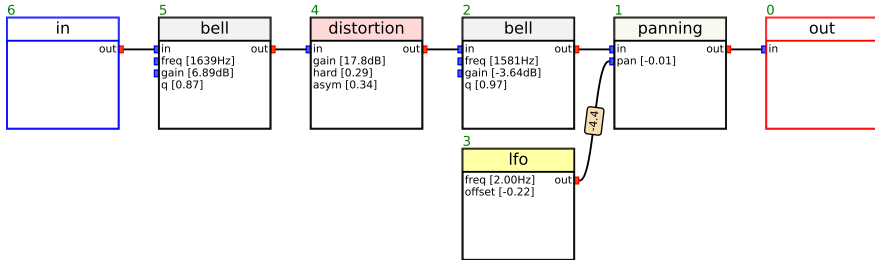 6
in
out
5
bell
in
out
freq [1639Hz]
gain [6.89dB]
q [0.87]
4
distortion
in
out
gain [17.8dB]
hard [0.29]
asym [0.34]
2
bell
in
out
freq [1581Hz]
gain [-3.64dB]
q [0.97]
1
panning
in
out
pan [-0.01]
0
out
in
-4.4
3
lfo
freq [2.00Hz]
out
offset [-0.22]